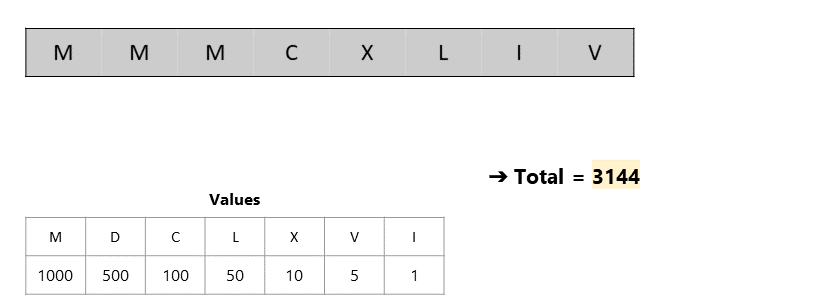 M M M C X L I V
➔ Total = 3144
Values
M D C L X V I
1000 500 100 50 10 5 1